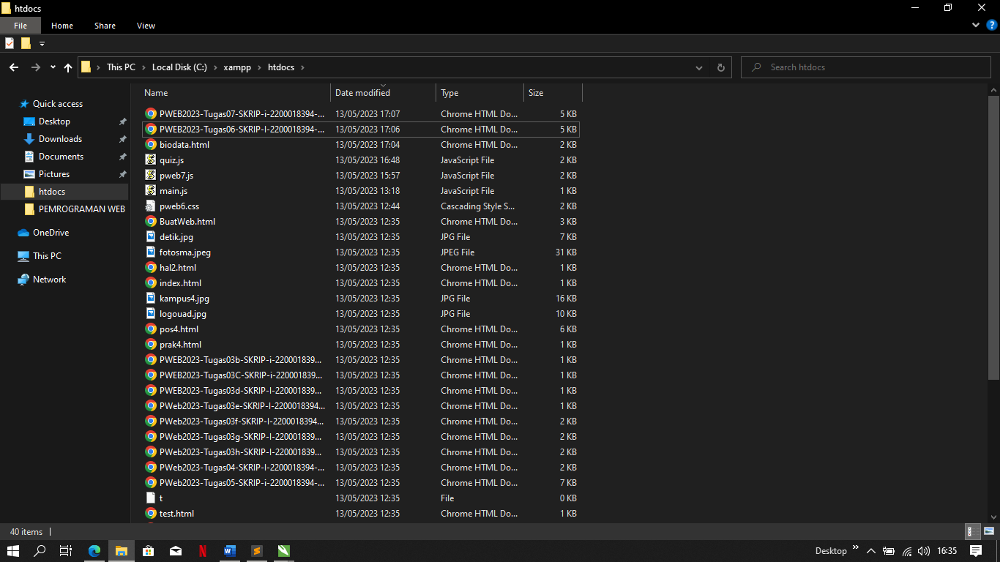 htdocs
File Home Share View
This PC Local Disk (C:) xampp htdocs Search htdocs
Name Date modified Type Size
Quick access
Desktop
Downloads
Documents
Pictures
htdocs
PEMROGRAMAN WEB
OneDrive
This PC
Network
PWEB2023-Tugas07-SKRIP-i-2200018394-... 13/05/2023 17:07 Chrome HTML Do... 5 KB
PWEB2023-Tugas06-SKRIP-I-2200018394-... 13/05/2023 17:06 Chrome HTML Do... 5 KB
biodata.html 13/05/2023 17:04 Chrome HTML Do... 2 KB
quiz.js 13/05/2023 16:48 JavaScript File 2 KB
pweb7.js 13/05/2023 15:57 JavaScript File 2 KB
main.js 13/05/2023 13:18 JavaScript File 1 KB
pweb6.css 13/05/2023 12:44 Cascading Style S... 2 KB
BuatWeb.html 13/05/2023 12:35 Chrome HTML Do... 3 KB
detik.jpg 13/05/2023 12:35 JPG File 7 KB
fotosma.jpeg 13/05/2023 12:35 JPEG File 31 KB
hal2.html 13/05/2023 12:35 Chrome HTML Do... 1 KB
index.html 13/05/2023 12:35 Chrome HTML Do... 1 KB
kampus4.jpg 13/05/2023 12:35 JPG File 16 KB
logouad.jpg 13/05/2023 12:35 JPG File 10 KB
pos4.html 13/05/2023 12:35 Chrome HTML Do... 6 KB
prak4.html 13/05/2023 12:35 Chrome HTML Do... 1 KB
PWEB2023-Tugas03b-SKRIP-i-220001839... 13/05/2023 12:35 Chrome HTML Do... 1 KB
PWEB2023-Tugas03C-SKRIP-i-220001839... 13/05/2023 12:35 Chrome HTML Do... 1 KB
PWEB2023-Tugas03d-SKRIP-I-220001839... 13/05/2023 12:35 Chrome HTML Do... 1 KB
PWeb2023-Tugas03e-SKRIP-I-2200018394... 13/05/2023 12:35 Chrome HTML Do... 1 KB
PWeb2023-Tugas03f-SKRIP-I-2200018394... 13/05/2023 12:35 Chrome HTML Do... 2 KB
PWeb2023-Tugas03g-SKRIP-I-220001839... 13/05/2023 12:35 Chrome HTML Do... 2 KB
PWeb2023-Tugas03h-SKRIP-I-220001839... 13/05/2023 12:35 Chrome HTML Do... 2 KB
PWeb2023-Tugas04-SKRIP-I-2200018394-... 13/05/2023 12:35 Chrome HTML Do... 2 KB
PWeb2023-Tugas05-SKRIP-i-2200018394-... 13/05/2023 12:35 Chrome HTML Do... 7 KB
t 13/05/2023 12:35 File 0 KB
test.html 13/05/2023 12:35 Chrome HTML Do... 1 KB
40 items
Desktop 16:35